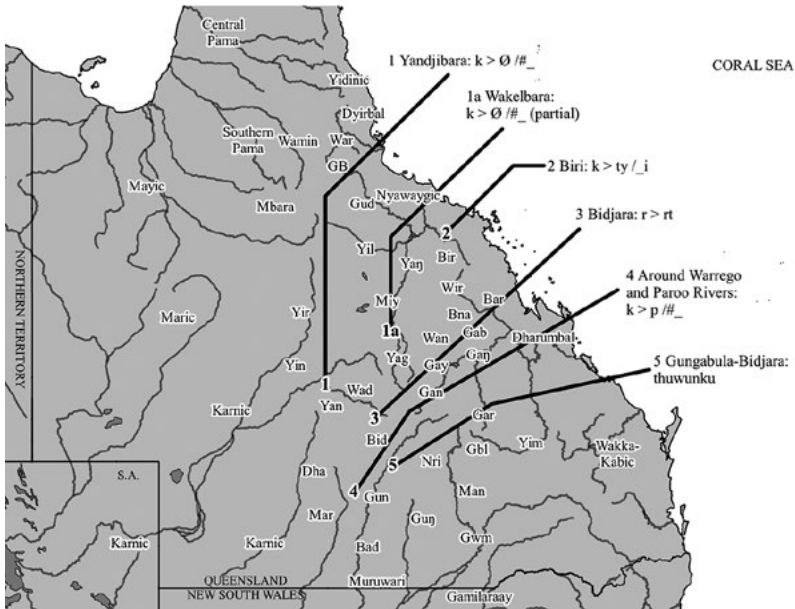 Central
Pama
1 Yandjibara: k > Ø /#_
CORAL SEA
Yidinic
1a Wakelbara:
k > Ø /#_ (partial)
Dyirbal
Southern
Pama
Wamin
War
GB
2 Biri: k > ty /_i
Mayic
Mbara
Gud
Nyawaygic
3 Bidjara: r > rt
2
Yil
Yaŋ
Bir
4 Around Warrego
and Paroo Rivers:
k > p /#_
NORTHERN TERRITORY
Maric
Yir
Miy
Wir
Bar
Bna
1a
Wan
Gab
Dharumbal
Yin
Yag
Gay
Gaŋ
5 Gungabula-Bidjara:
thuwunku
1
Wad
Gan
Karnic
Yan
3
Gar
Bid
Gbl
Yim
Wakka-
Kabic
5
Nri
S.A.
Dha
4
Gun
Man
Mar
Guŋ
Karnic
Karnic
Bad
Gwm
QUEENSLAND
Muruwari
NEW SOUTH WALES
Gamilaraay